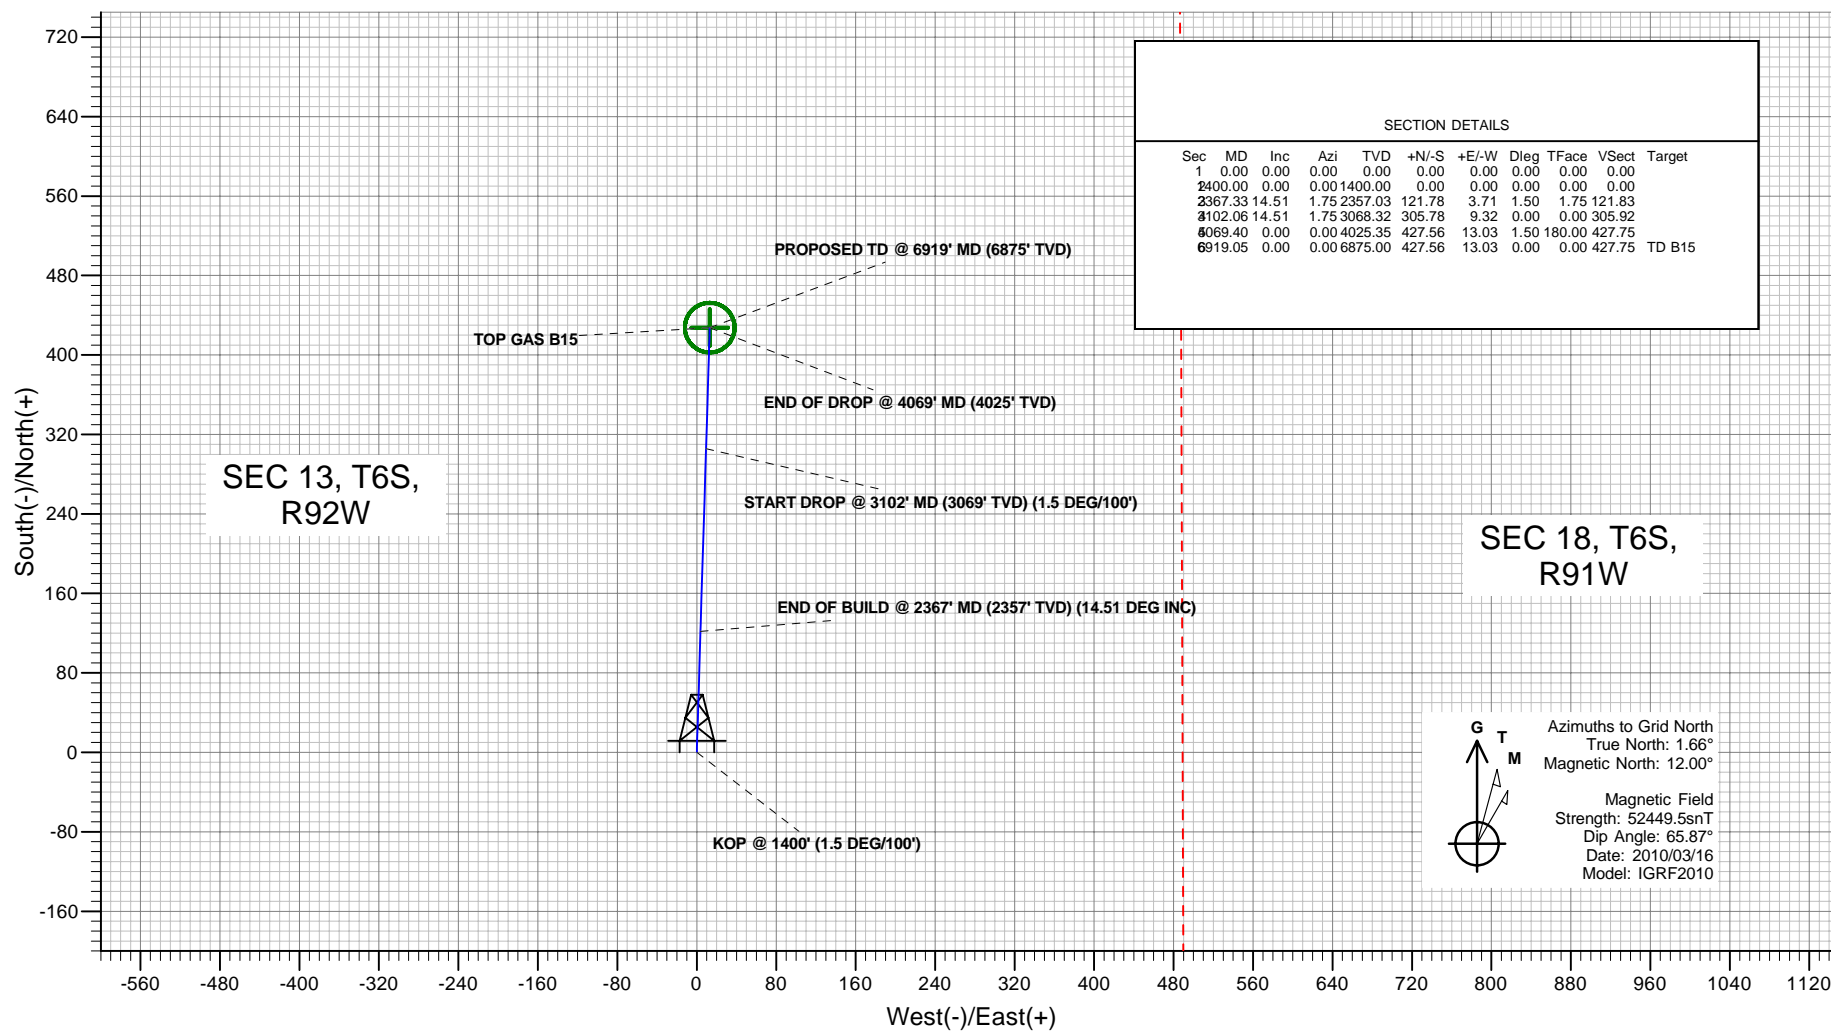 720
640
560
480
400
320
240
160
80
0
-80
-160
South(-)/North(+)
-560 -480 -400 -320 -240 -160 -80 0 80 160 240 320 400 480 560 640 720 800 880 960 1040 1120
West(-)/East(+)
PROPOSED TD @ 6919' MD (6875' TVD)
TOP GAS B15
END OF DROP @ 4069' MD (4025' TVD)
START DROP @ 3102' MD (3069' TVD) (1.5 DEG/100')
END OF BUILD @ 2367' MD (2357' TVD) (14.51 DEG INC)
KOP @ 1400' (1.5 DEG/100')
SEC 13, T6S,
R92W
SEC 18, T6S,
R91W
SECTION DETAILS
Sec MD Inc Azi TVD +N/-S +E/-W Dleg TFace VSect Target
1 0.00 0.00 0.00 0.00 0.00 0.00 0.00 0.00 0.00
2 1400.00 0.00 0.00 1400.00 0.00 0.00 0.00 0.00 0.00
3 2367.33 14.51 1.75 2357.03 121.78 3.71 1.50 1.75 121.83
4 3102.06 14.51 1.75 3068.32 305.78 9.32 0.00 0.00 305.92
5 4069.40 0.00 0.00 4025.35 427.56 13.03 1.50 180.00 427.75
6 6919.05 0.00 0.00 6875.00 427.56 13.03 0.00 0.00 427.75 TD B15
G
T
M
Azimuths to Grid North
True North: 1.66°
Magnetic North: 12.00°
Magnetic Field
Strength: 52449.5snT
Dip Angle: 65.87°
Date: 2010/03/16
Model: IGRF2010